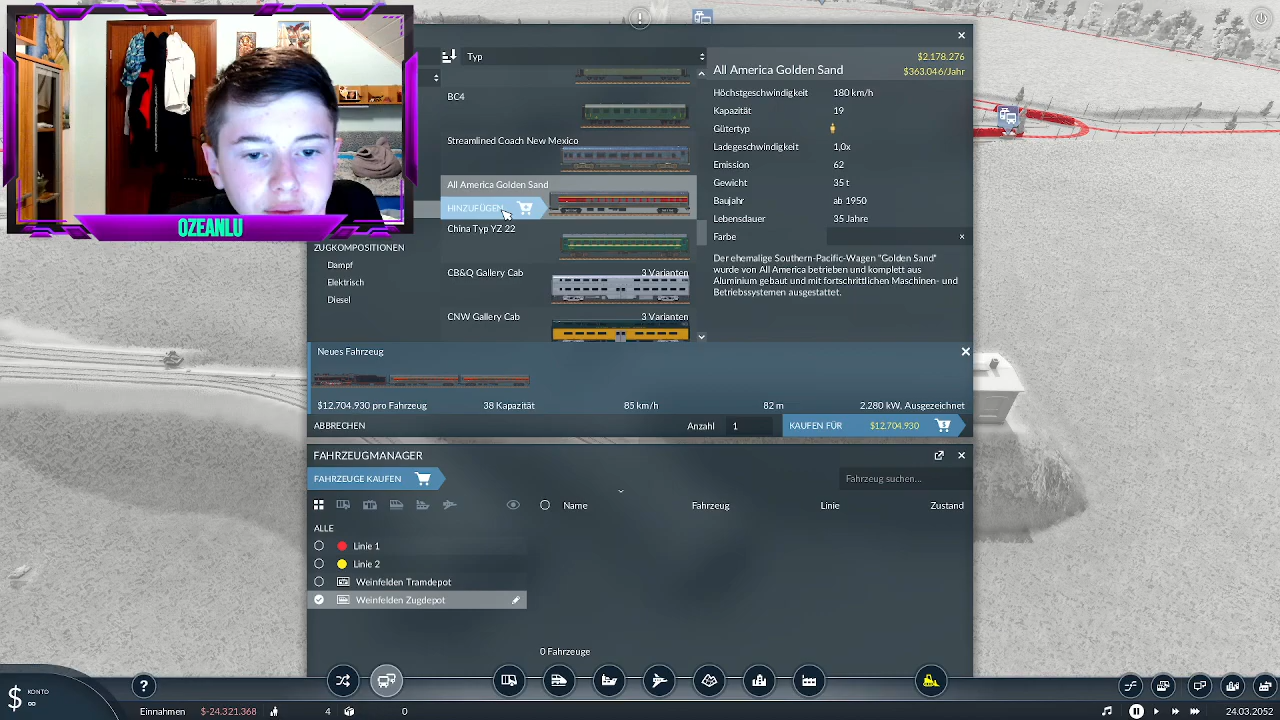 Typ
BC4
Streamlined Coach New Mexico
All America Golden Sand
HINZUFÜGEN
China Typ YZ 22
CB&Q Gallery Cab
3 Varianten
CNW Gallery Cab
3 Varianten
$2.178.276
All America Golden Sand
$363.046/Jahr
Höchstgeschwindigkeit 180 km/h
Kapazität 19
Gütertyp
Ladegeschwindigkeit 1,0x
Emission 62
Gewicht 35 t
Baujahr ab 1950
Lebensdauer 35 Jahre
Farbe
Der ehemalige Southern-Pacific-Wagen "Golden Sand"
wurde von All America betrieben und komplett aus
Aluminium gebaut und mit fortschrittlichen Maschinen- und
Betriebssystemen ausgestattet.
OZEANLU
ZUGKOMPOSITIONEN
Dampf
Elektrisch
Diesel
Neues Fahrzeug
$12.704.930 pro Fahrzeug 38 Kapazität 85 km/h 82 m 2.280 kW, Ausgezeichnet
ABBRECHEN Anzahl 1 KAUFEN FÜR $12.704.930
FAHRZEUGMANAGER
FAHRZEUGE KAUFEN
Fahrzeug suchen...
Name Fahrzeug Linie Zustand
ALLE
Linie 1
Linie 2
Weinfelden Tramdepot
Weinfelden Zugdepot
0 Fahrzeuge
$ KONTO
∞
?
Einnahmen $-24.321.368 4 0 24.03.2052